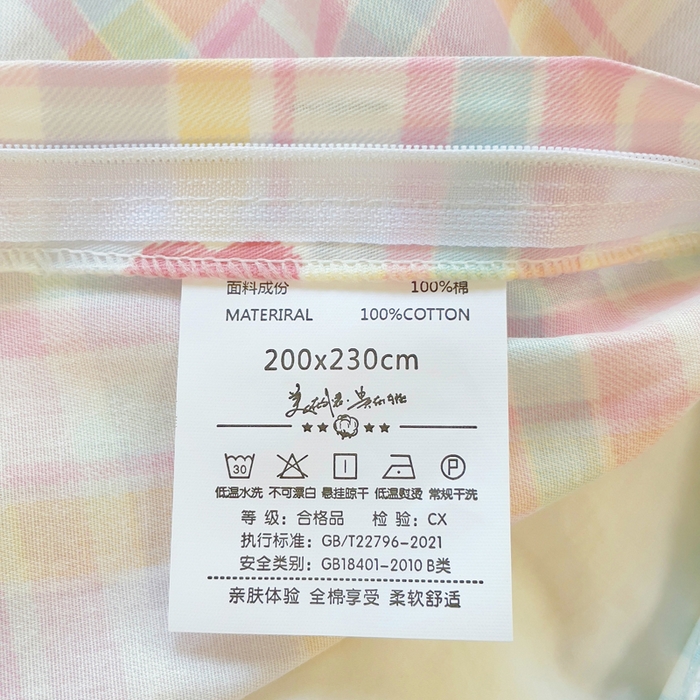 面料成份 100%棉
MATERIRAL 100%COTTON
200x230cm
30 P
低温水洗 不可漂白 悬挂晾干 低温熨烫 常规干洗
等 级：合格品 检 验：CX
执行标准：GB/T22796-2021
安全类别：GB18401-2010 B类
亲肤体验 全棉享受 柔软舒适